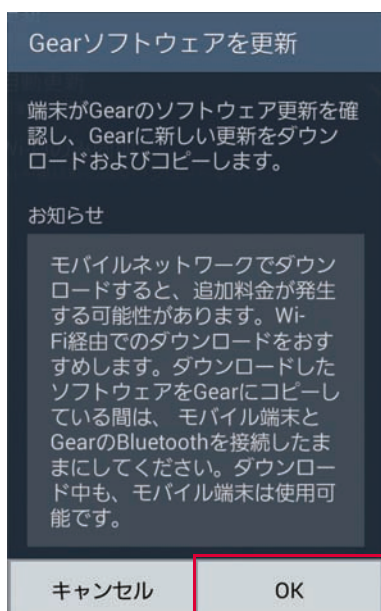 Gearソフトウェアを更新
端末がGearのソフトウェア更新を確
認し、Gearに新しい更新をダウン
ロードおよびコピーします。
お知らせ
モバイルネットワークでダウン
ロードすると、追加料金が発生
する可能性があります。Wi-
Fi経由でのダウンロードをおす
すめします。ダウンロードした
ソフトウェアをGearにコピーし
ている間は、 モバイル端末と
GearのBluetoothを接続したま
まにしてください。ダウンロー
ド中も、モバイル端末は使用可
能です。
キャンセル
OK